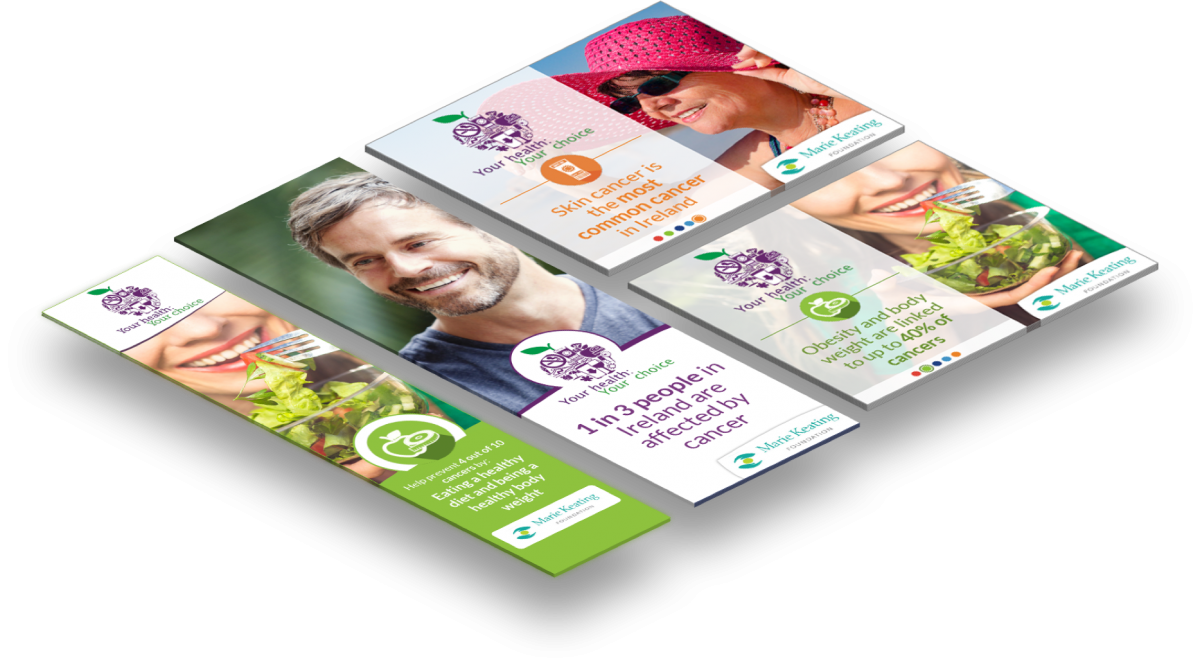 Your health:
Your choice
Skin cancer is
the most
common cancer
in Ireland
Marie Keating
FOUNDATION
Your health:
Your choice
Obesity and body
weight are linked
to up to 40% of
cancers
Marie Keating
FOUNDATION
Your health:
Your choice
1 in 3 people in
Ireland are
affected by
cancer
Marie Keating
FOUNDATION
Your health:
Your choice
Help prevent 4 out of 10
cancers by:
Eating a healthy
diet and being a
healthy body
weight
Marie Keating
FOUNDATION